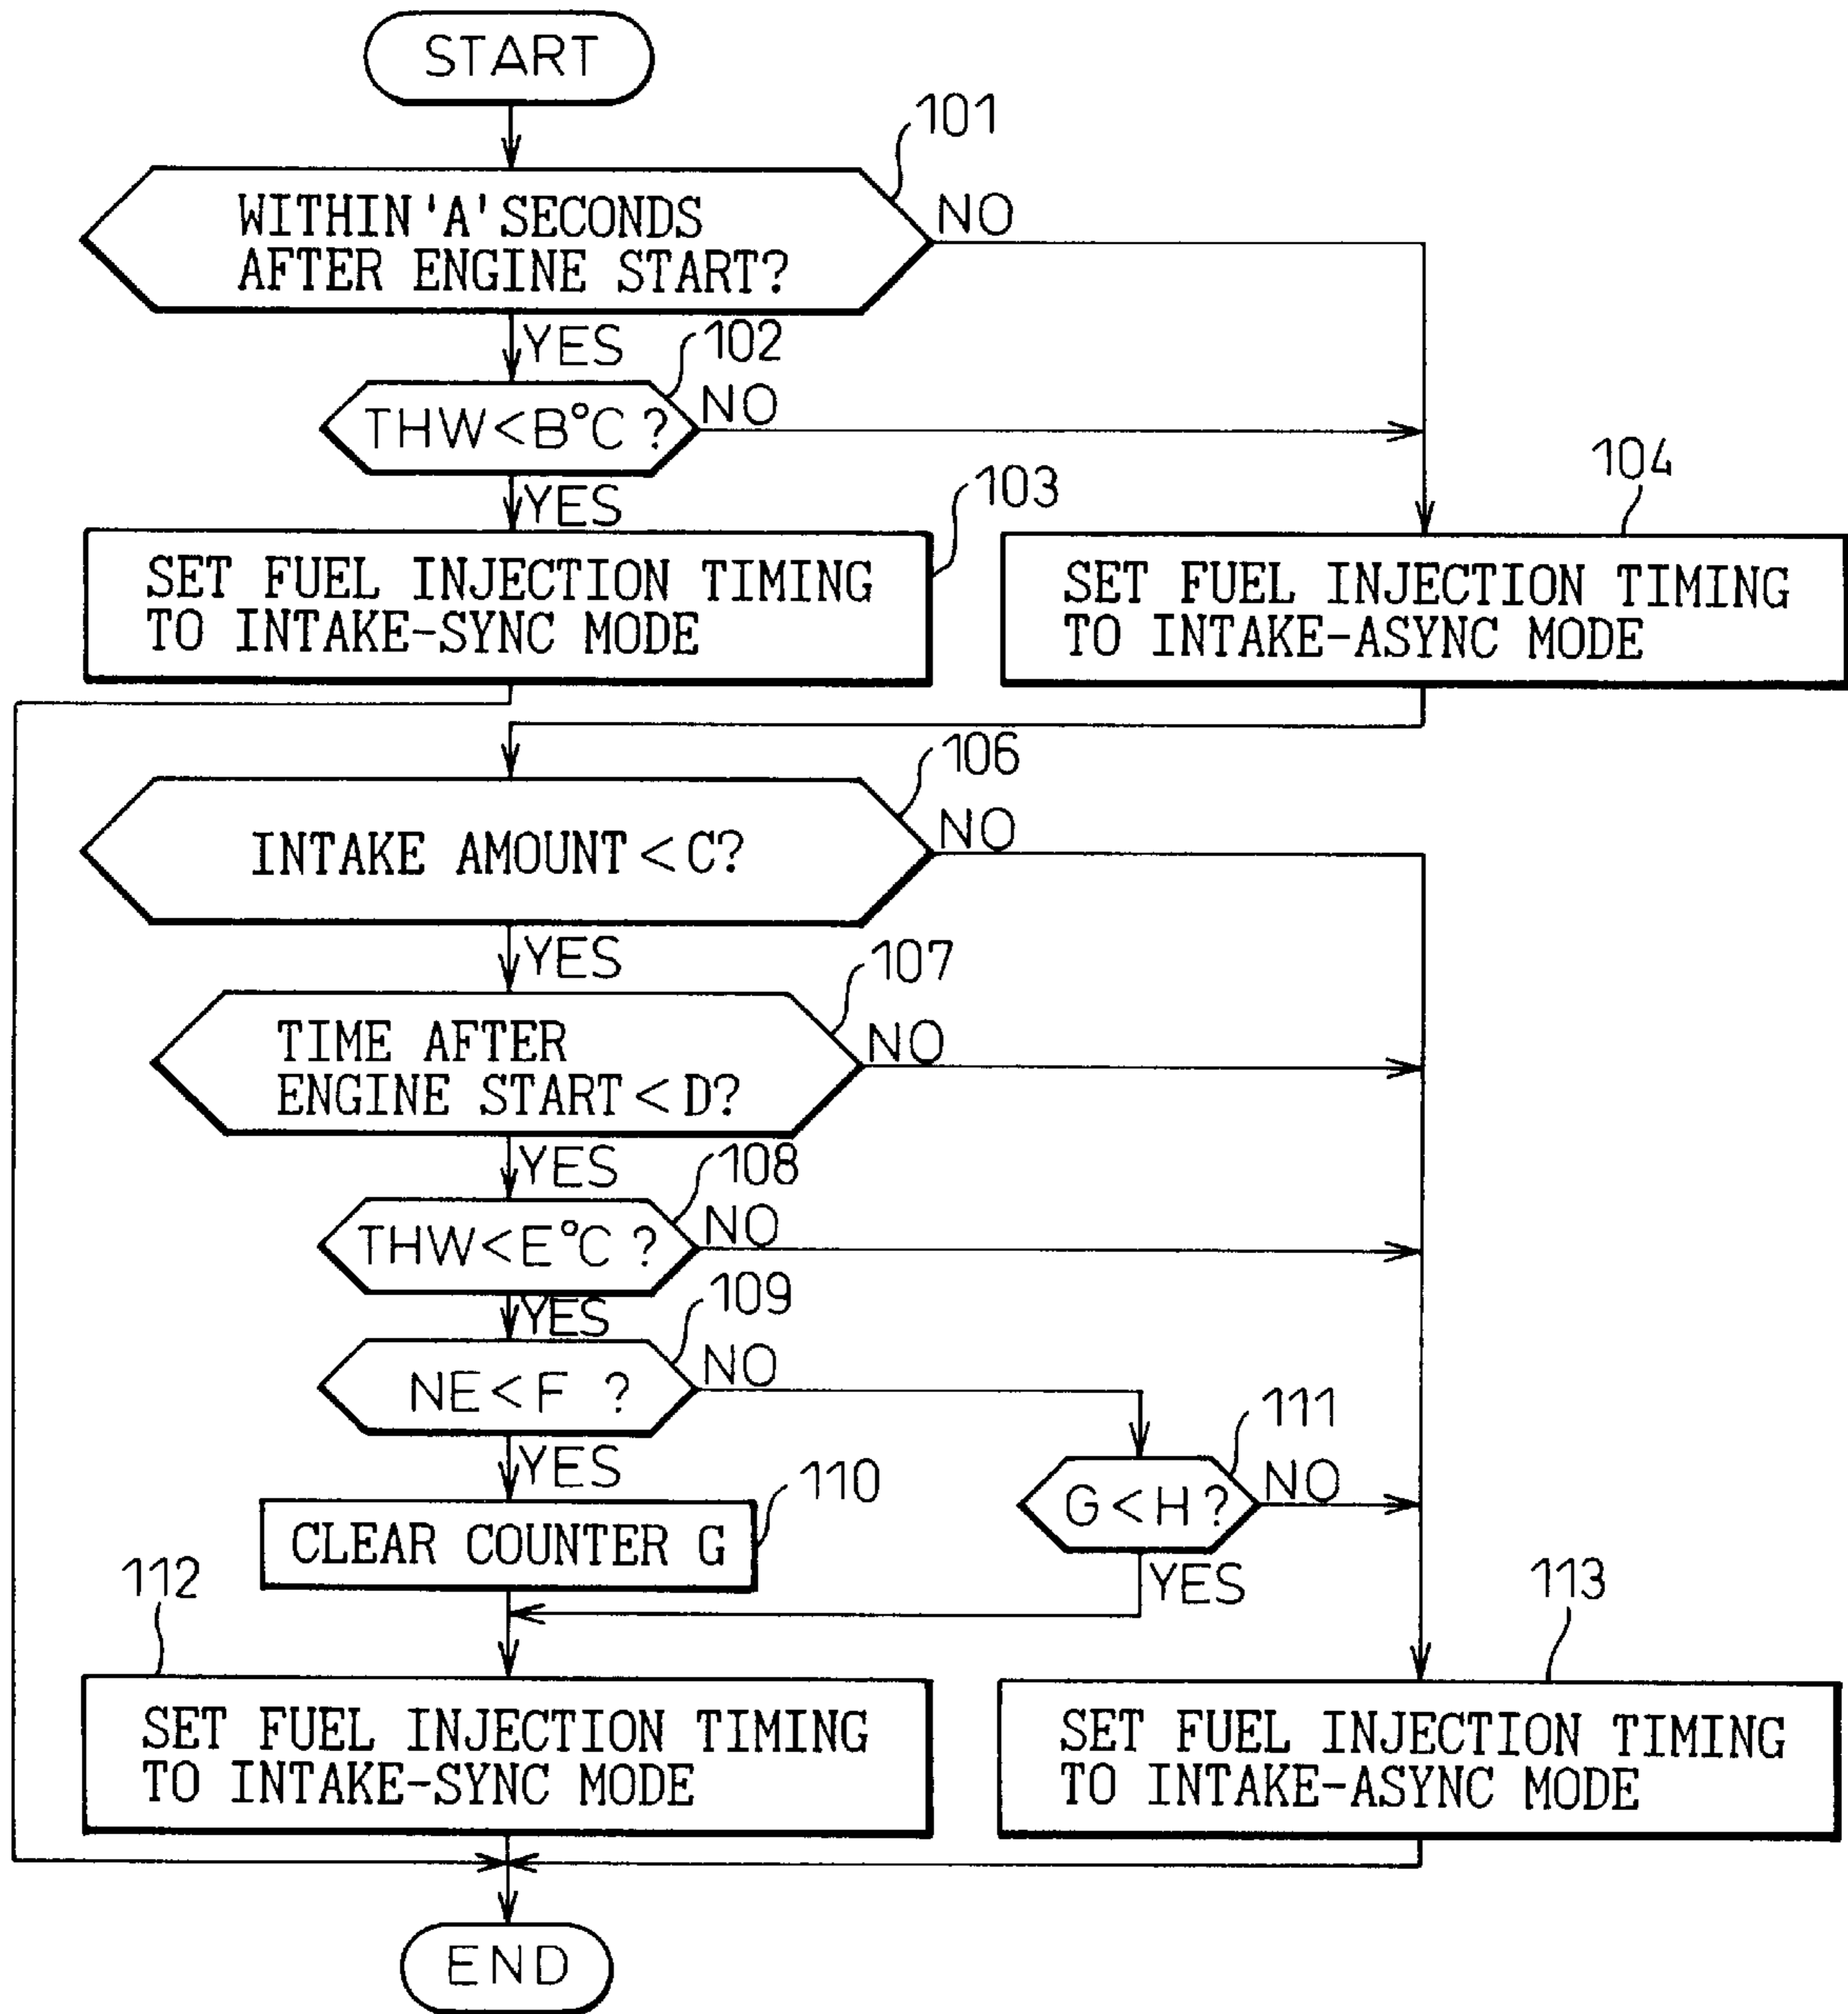 START
101
WITHIN 'A' SECONDS
AFTER ENGINE START?
NO
YES
102
THW<B°C ?
NO
YES
103
104
SET FUEL INJECTION TIMING
TO INTAKE-SYNC MODE
SET FUEL INJECTION TIMING
TO INTAKE-ASYNC MODE
106
INTAKE AMOUNT < C?
NO
YES
107
TIME AFTER
ENGINE START < D?
NO
YES
108
THW<E°C ?
NO
YES
109
NE<F ?
NO
YES
111
G<H ?
NO
YES
110
CLEAR COUNTER G
112
113
SET FUEL INJECTION TIMING
TO INTAKE-SYNC MODE
SET FUEL INJECTION TIMING
TO INTAKE-ASYNC MODE
END